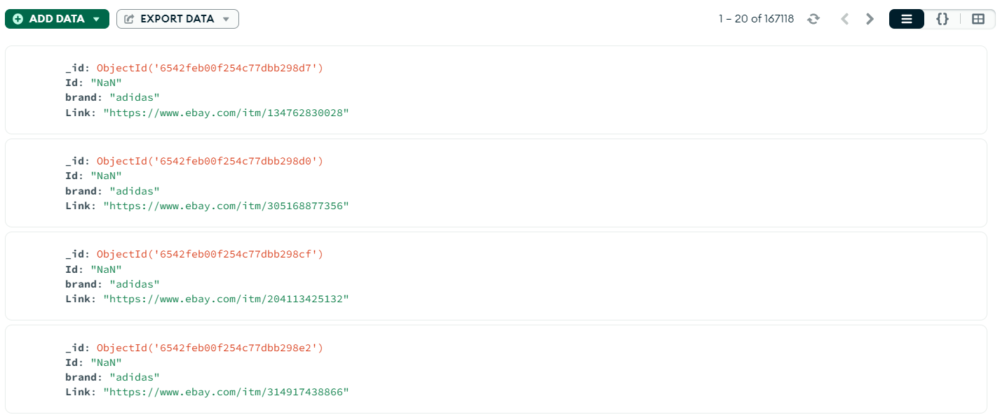 ADD DATA
EXPORT DATA
1 – 20 of 167118
{}
_id: ObjectId('6542feb00f254c77dbb298d7')
Id: "NaN"
brand: "adidas"
Link: "https://www.ebay.com/itm/134762830028"
_id: ObjectId('6542feb00f254c77dbb298d0')
Id: "NaN"
brand: "adidas"
Link: "https://www.ebay.com/itm/305168877356"
_id: ObjectId('6542feb00f254c77dbb298cf')
Id: "NaN"
brand: "adidas"
Link: "https://www.ebay.com/itm/204113425132"
_id: ObjectId('6542feb00f254c77dbb298e2')
Id: "NaN"
brand: "adidas"
Link: "https://www.ebay.com/itm/314917438866"